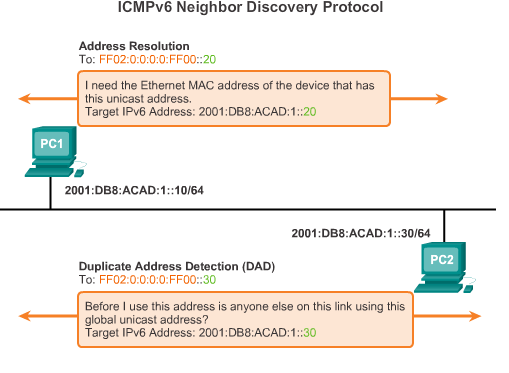 ICMPv6 Neighbor Discovery Protocol
Address Resolution
To: FF02:0:0:0:0:FF00::20
I need the Ethernet MAC address of the device that has
this unicast address.
Target IPv6 Address: 2001:DB8:ACAD:1::20
PC1
2001:DB8:ACAD:1::10/64
2001:DB8:ACAD:1::30/64
PC2
Duplicate Address Detection (DAD)
To: FF02:0:0:0:0:FF00::30
Before I use this address is anyone else on this link using this
global unicast address?
Target IPv6 Address: 2001:DB8:ACAD:1::30